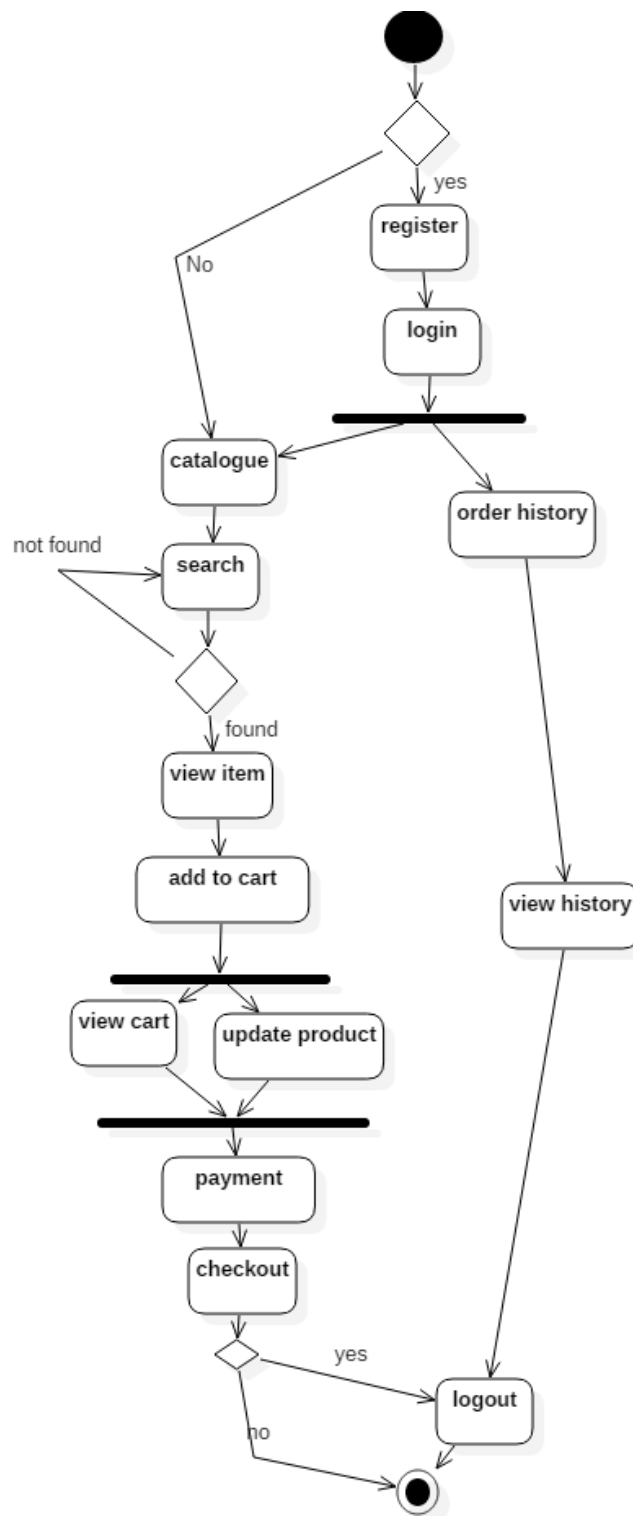 yes
register
No
login
catalogue
order history
not found
search
found
view item
add to cart
view history
view cart
update product
payment
checkout
yes
logout
no